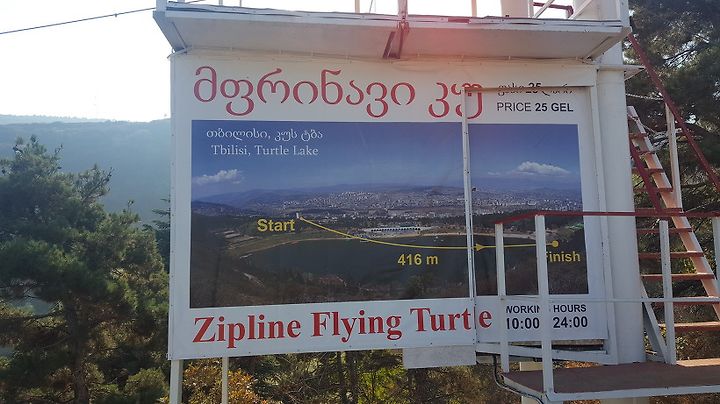 მფრინავი კუ
ფასი 25 ლარი
PRICE 25 GEL
თბილისი, კუს ტბა
Tbilisi, Turtle Lake
Start
416 m
Finish
Zipline Flying Turtle
WORKING HOURS
10:00 24:00